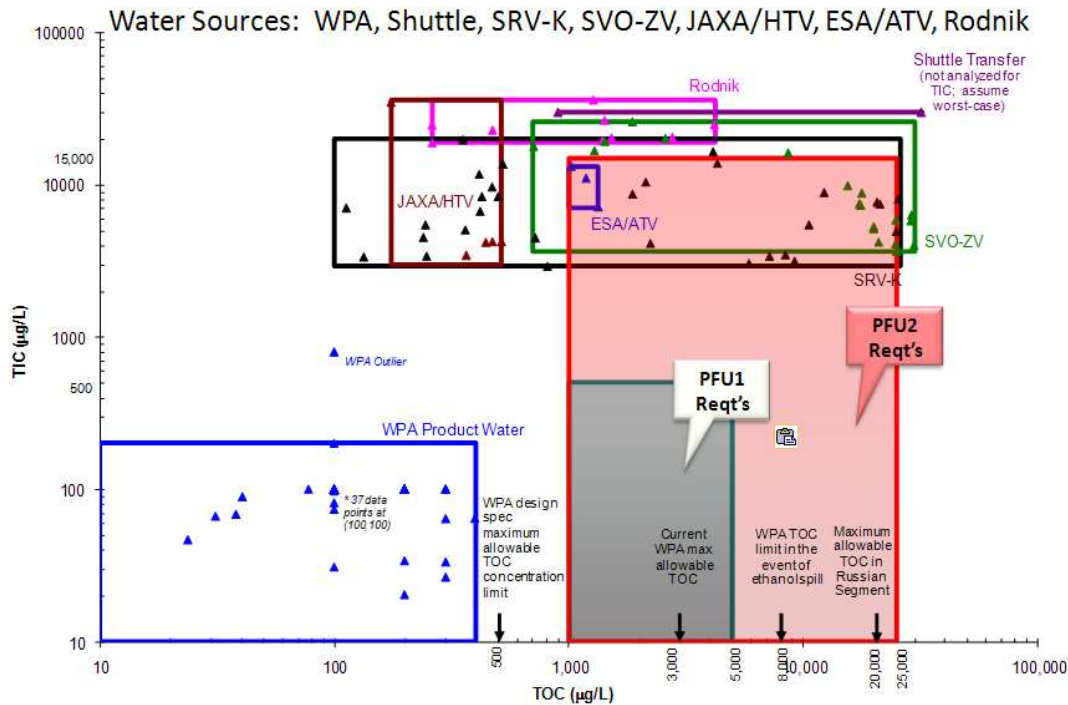 Water Sources: WPA, Shuttle, SRV-K, SVO-ZV, JAXA/HTV, ESA/ATV, Rodnik
Shuttle Transfer
(not analyzed for
TIC; assume
worst-case)
Rodnik
JAXA/HTV
ESA/ATV
SVO-ZV
SRV-K
PFU2
Reqt's
PFU1
Reqt's
WPA Outlier
WPA Product Water
* 37 data
points at
(100,100)
WPA design
spec
maximum
allowable
TOC
concentration
limit
Current
WPA max
allowable
TOC
WPA TOC
limit in the
event of
ethanol spill
Maximum
allowable
TOC in
Russian
Segment
TIC (µg/L)
100000
15,000
10000
1000
500
100
10
10
100
500
1,000
3,000
5,000
8,000
10,000
20,000
25,000
100,000
TOC (µg/L)